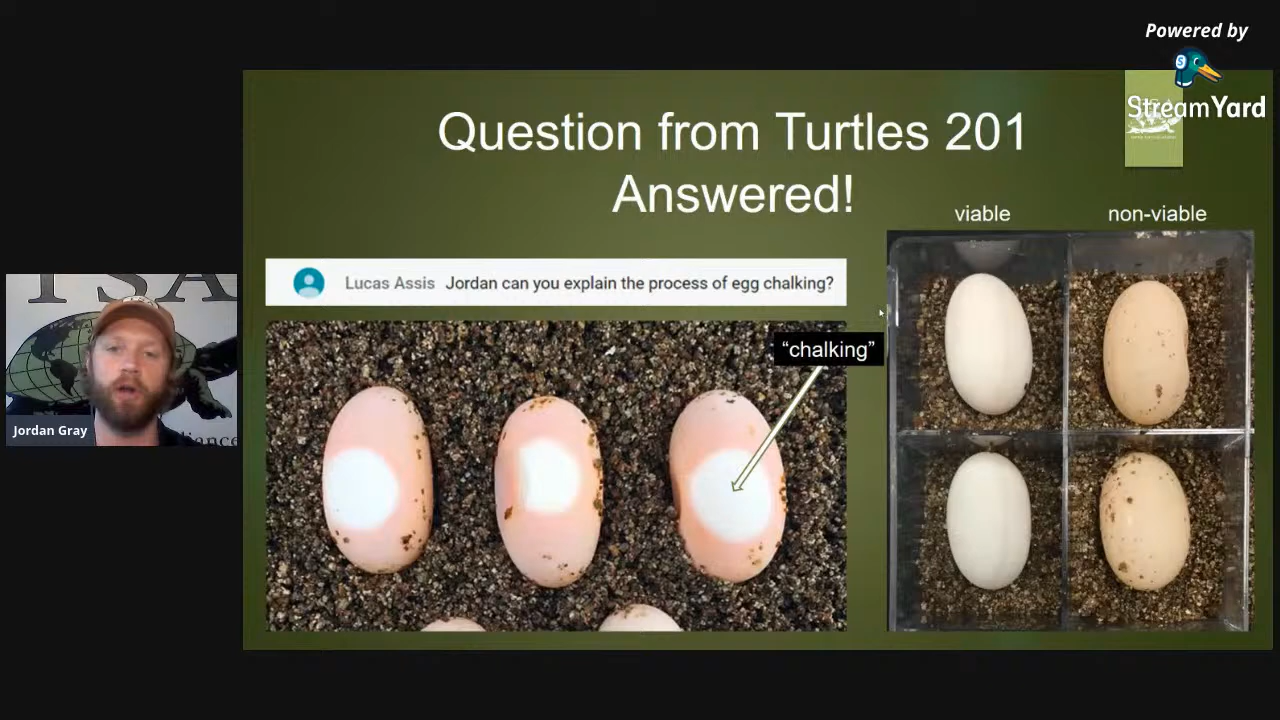 Powered by
StreamYard
Question from Turtles 201
Answered!
viable
non-viable
Lucas Assis Jordan can you explain the process of egg chalking?
“chalking”
TSA
Jordan Gray